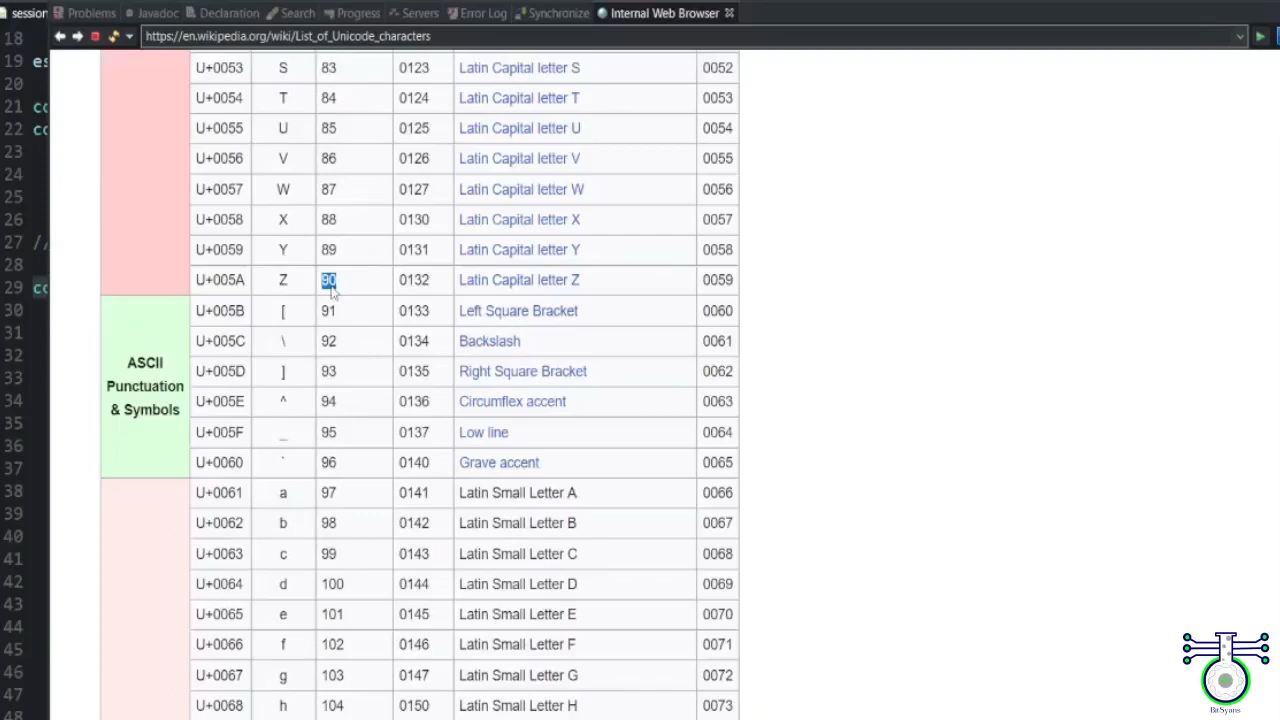 session
Problems Javadoc Declaration Search Progress Servers Error Log Synchronize Internal Web Browser
https://en.wikipedia.org/wiki/List_of_Unicode_characters
18
19 es
20
21 co
22 co
23
24
25
26
27 //
28
29 co
30
31
32
33
34
35
36
37
38
39
40
41
42
43
44
45
46
47
48
U+0053 S 83 0123 Latin Capital letter S 0052
U+0054 T 84 0124 Latin Capital letter T 0053
U+0055 U 85 0125 Latin Capital letter U 0054
U+0056 V 86 0126 Latin Capital letter V 0055
U+0057 W 87 0127 Latin Capital letter W 0056
U+0058 X 88 0130 Latin Capital letter X 0057
U+0059 Y 89 0131 Latin Capital letter Y 0058
U+005A Z 90 0132 Latin Capital letter Z 0059
ASCII
Punctuation
& Symbols
U+005B [ 91 0133 Left Square Bracket 0060
U+005C \ 92 0134 Backslash 0061
U+005D ] 93 0135 Right Square Bracket 0062
U+005E ^ 94 0136 Circumflex accent 0063
U+005F _ 95 0137 Low line 0064
U+0060 ` 96 0140 Grave accent 0065
U+0061 a 97 0141 Latin Small Letter A 0066
U+0062 b 98 0142 Latin Small Letter B 0067
U+0063 c 99 0143 Latin Small Letter C 0068
U+0064 d 100 0144 Latin Small Letter D 0069
U+0065 e 101 0145 Latin Small Letter E 0070
U+0066 f 102 0146 Latin Small Letter F 0071
U+0067 g 103 0147 Latin Small Letter G 0072
U+0068 h 104 0150 Latin Small Letter H 0073
BitSyans